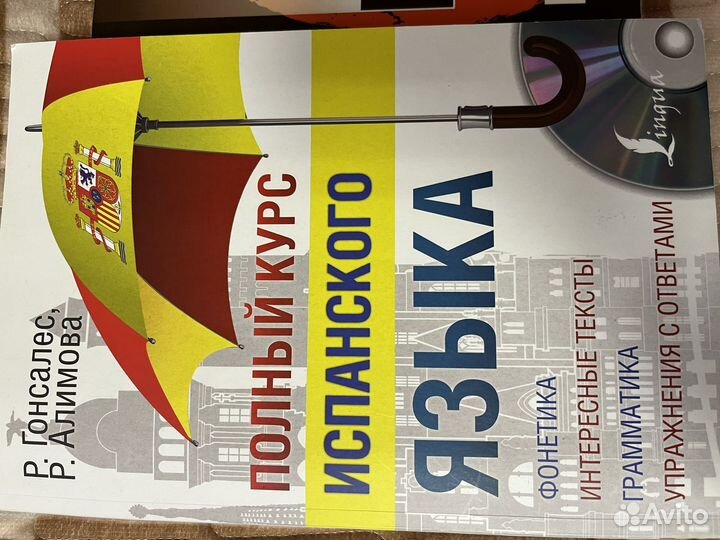 Р. Гонсалес,
Р. Алимова
ПОЛНЫЙ КУРС
ИСПАНСКОГО
ЯЗЫКА
ФОНЕТИКА
ИНТЕРЕСНЫЕ ТЕКСТЫ
ГРАММАТИКА
УПРАЖНЕНИЯ С ОТВЕТАМИ
Lingua
Avito